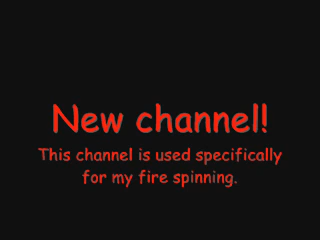 New channel!
This channel is used specifically
for my fire spinning.